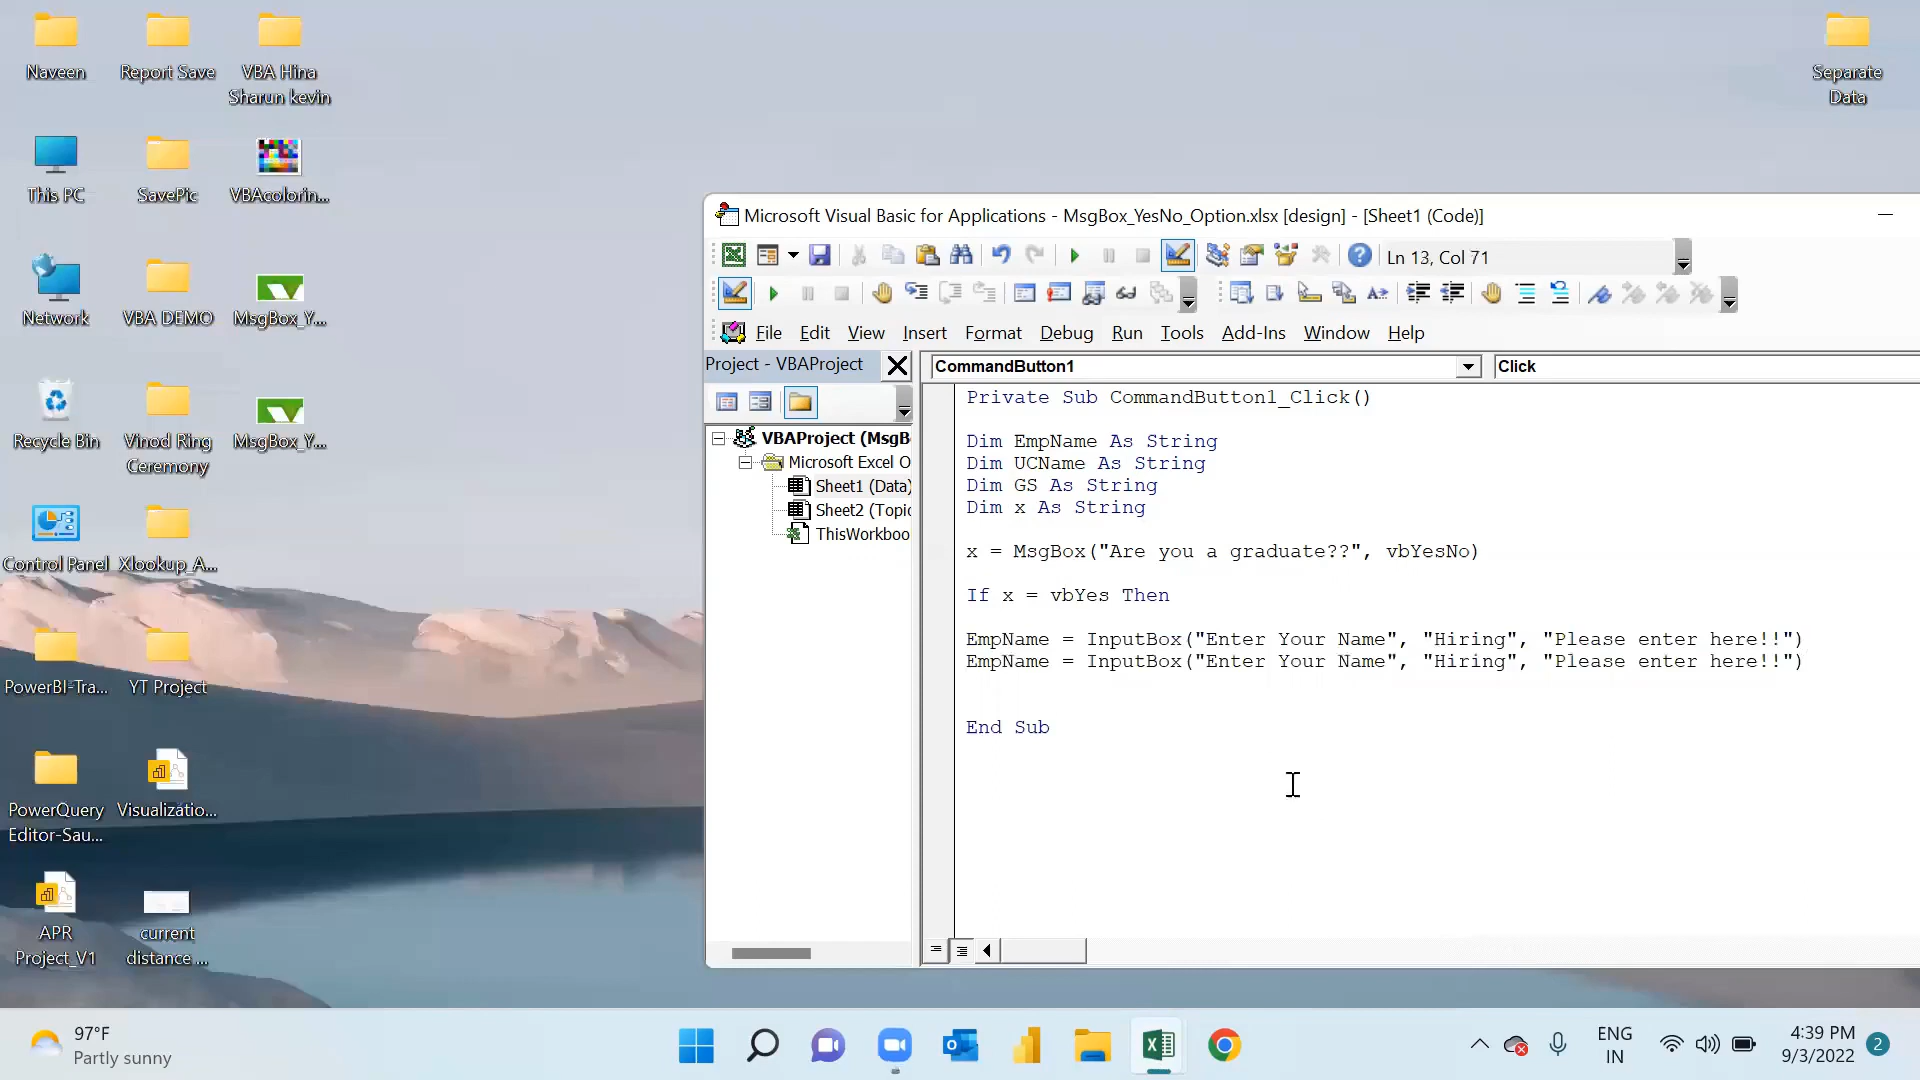 Naveen
Report Save
VBA Hina
Sharun kevin
Separate
Data
This PC
SavePic
VBAcolorin...
Network
VBA DEMO
MsgBox_Y...
Recycle Bin
Vinod Ring
Ceremony
MsgBox_Y...
Control Panel
Xlookup_A...
PowerBI-Tra...
YT Project
PowerQuery
Editor-Sau...
Visualizatio...
APR
Project_V1
current
distance ...
Microsoft Visual Basic for Applications - MsgBox_YesNo_Option.xlsx [design] - [Sheet1 (Code)]
Ln 13, Col 71
File Edit View Insert Format Debug Run Tools Add-Ins Window Help
Project - VBAProject
CommandButton1
Click
VBAProject (MsgB
Microsoft Excel O
Sheet1 (Data)
Sheet2 (Topic
ThisWorkboo
Private Sub CommandButton1_Click()
Dim EmpName As String
Dim UCName As String
Dim GS As String
Dim x As String
x = MsgBox("Are you a graduate??", vbYesNo)
If x = vbYes Then
EmpName = InputBox("Enter Your Name", "Hiring", "Please enter here!!")
EmpName = InputBox("Enter Your Name", "Hiring", "Please enter here!!")
End Sub
97°F
Partly sunny
ENG
IN
4:39 PM
9/3/2022
2